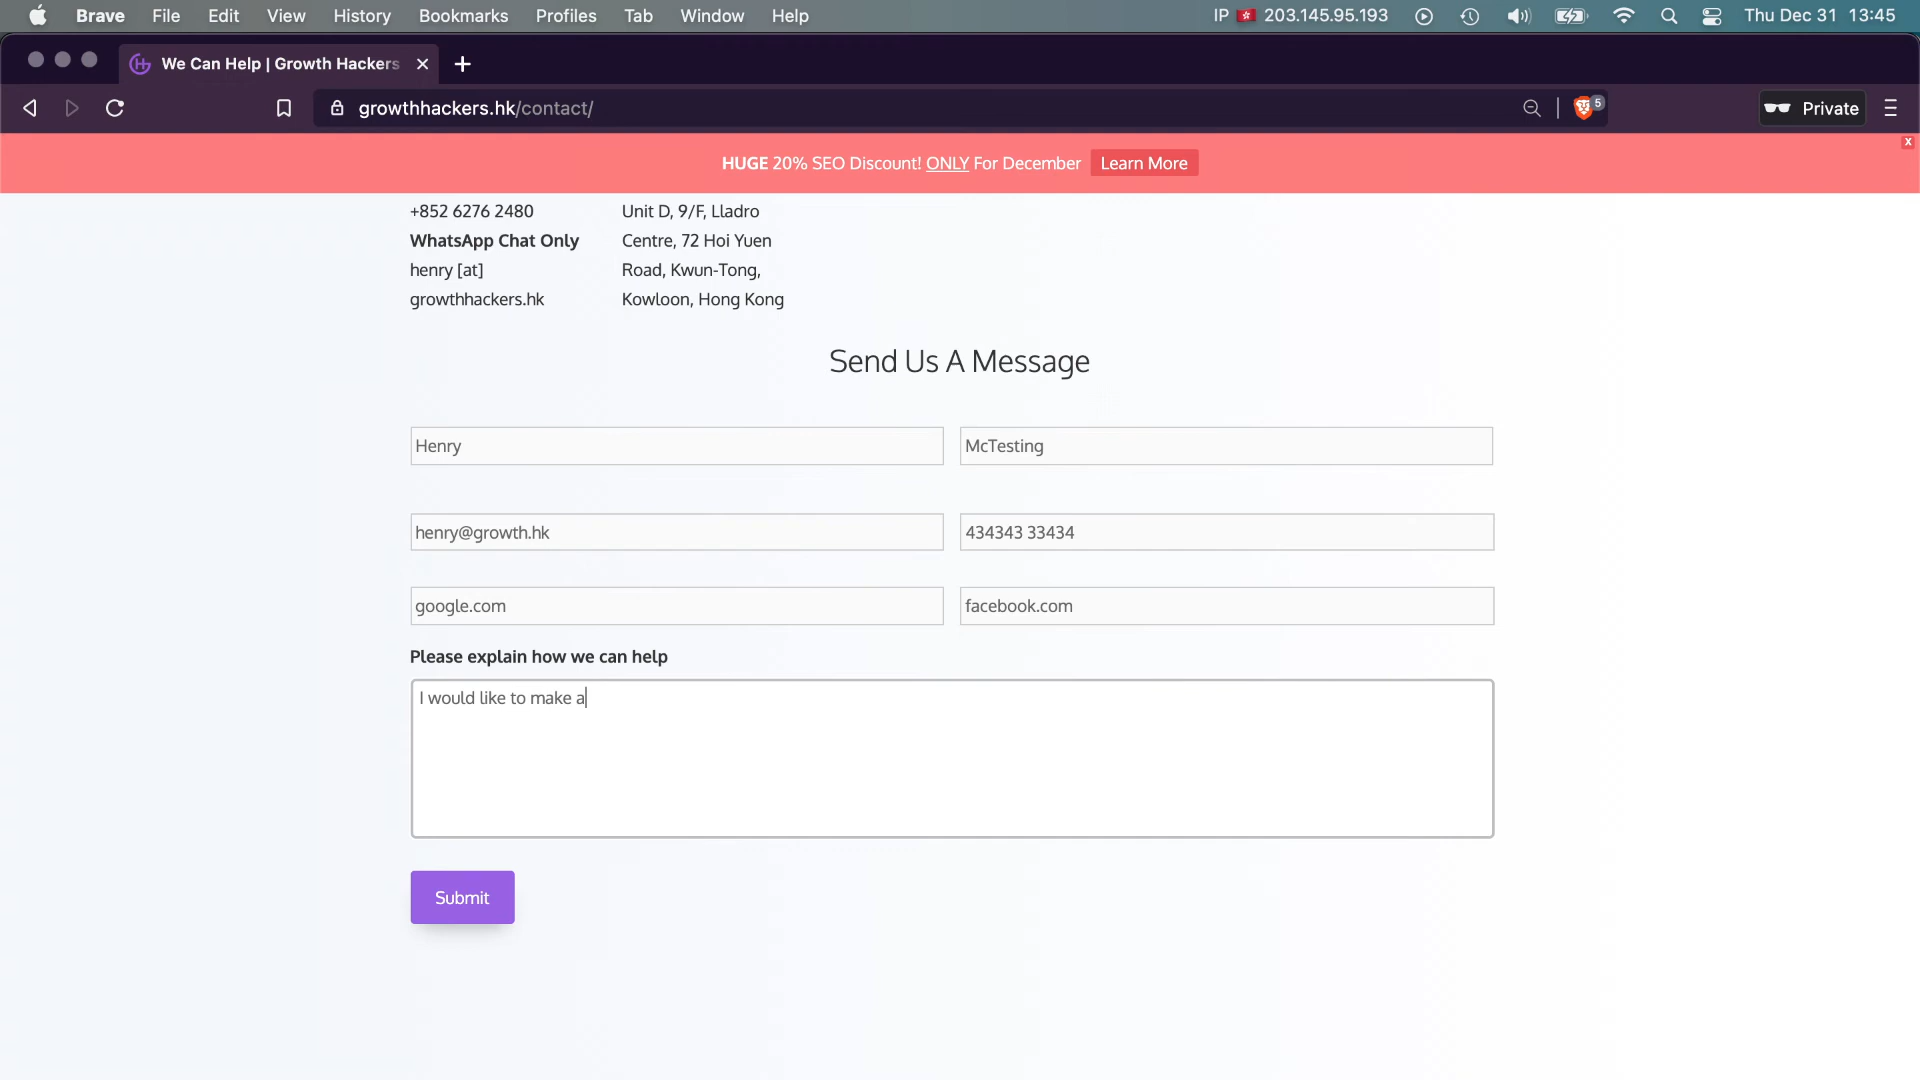 Brave File Edit View History Bookmarks Profiles Tab Window Help IP 203.145.95.193 Thu Dec 31 13:45
We Can Help | Growth Hackers
growthhackers.hk/contact/ 5 Private
HUGE 20% SEO Discount! ONLY For December Learn More x
+852 6276 2480
WhatsApp Chat Only
henry [at]
growthhackers.hk
Unit D, 9/F, Lladro
Centre, 72 Hoi Yuen
Road, Kwun-Tong,
Kowloon, Hong Kong
Send Us A Message
Henry McTesting
henry@growth.hk 434343 33434
google.com facebook.com
Please explain how we can help
I would like to make a
Submit